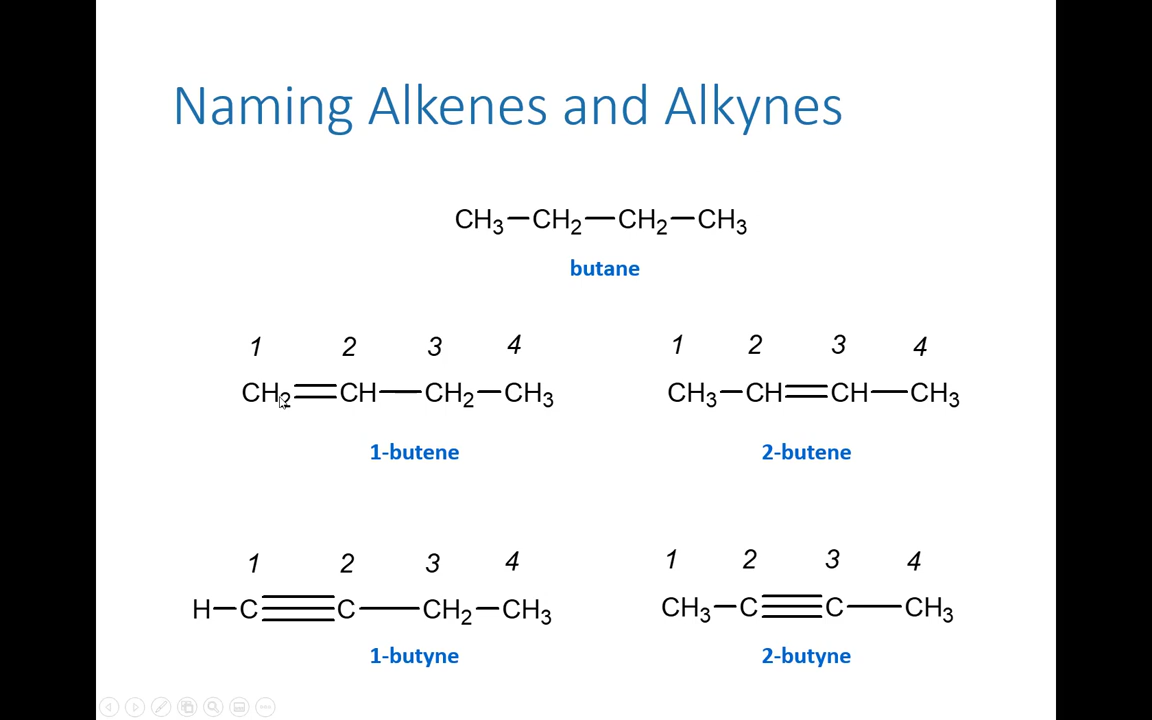 Naming Alkenes and Alkynes
CH₃—CH₂—CH₂—CH₃
butane
1 2 3 4
CH₂=CH—CH₂—CH₃
1-butene
1 2 3 4
CH₃—CH=CH—CH₃
2-butene
1 2 3 4
H—C≡C—CH₂—CH₃
1-butyne
1 2 3 4
CH₃—C≡C—CH₃
2-butyne